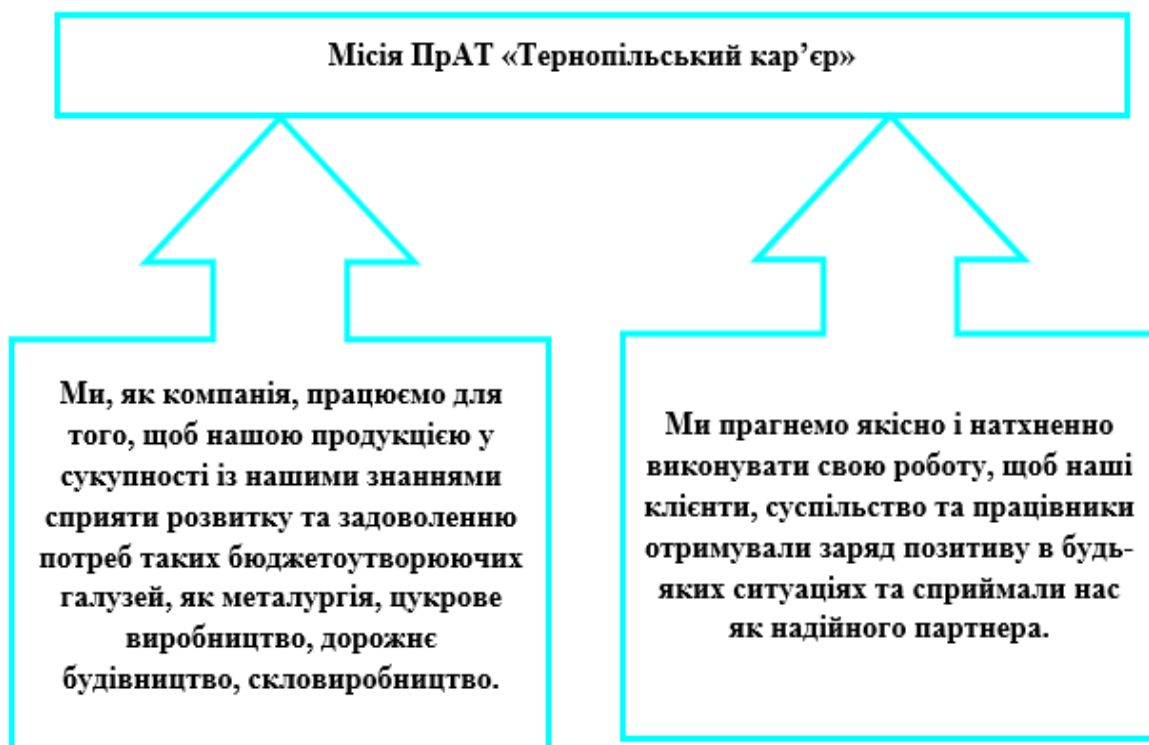 Місія ПрАТ «Тернопільський кар’єр»
Ми, як компанія, працюємо для
того, щоб нашою продукцією у
сукупності із нашими знаннями
сприяти розвитку та задоволенню
потреб таких бюджетоутворюючих
галузей, як металургія, цукрове
виробництво, дорожнє
будівництво, скловиробництво.
Ми прагнемо якісно і натхненно
виконувати свою роботу, щоб наші
клієнти, суспільство та працівники
отримували заряд позитиву в будь-
яких ситуаціях та сприймали нас
як надійного партнера.